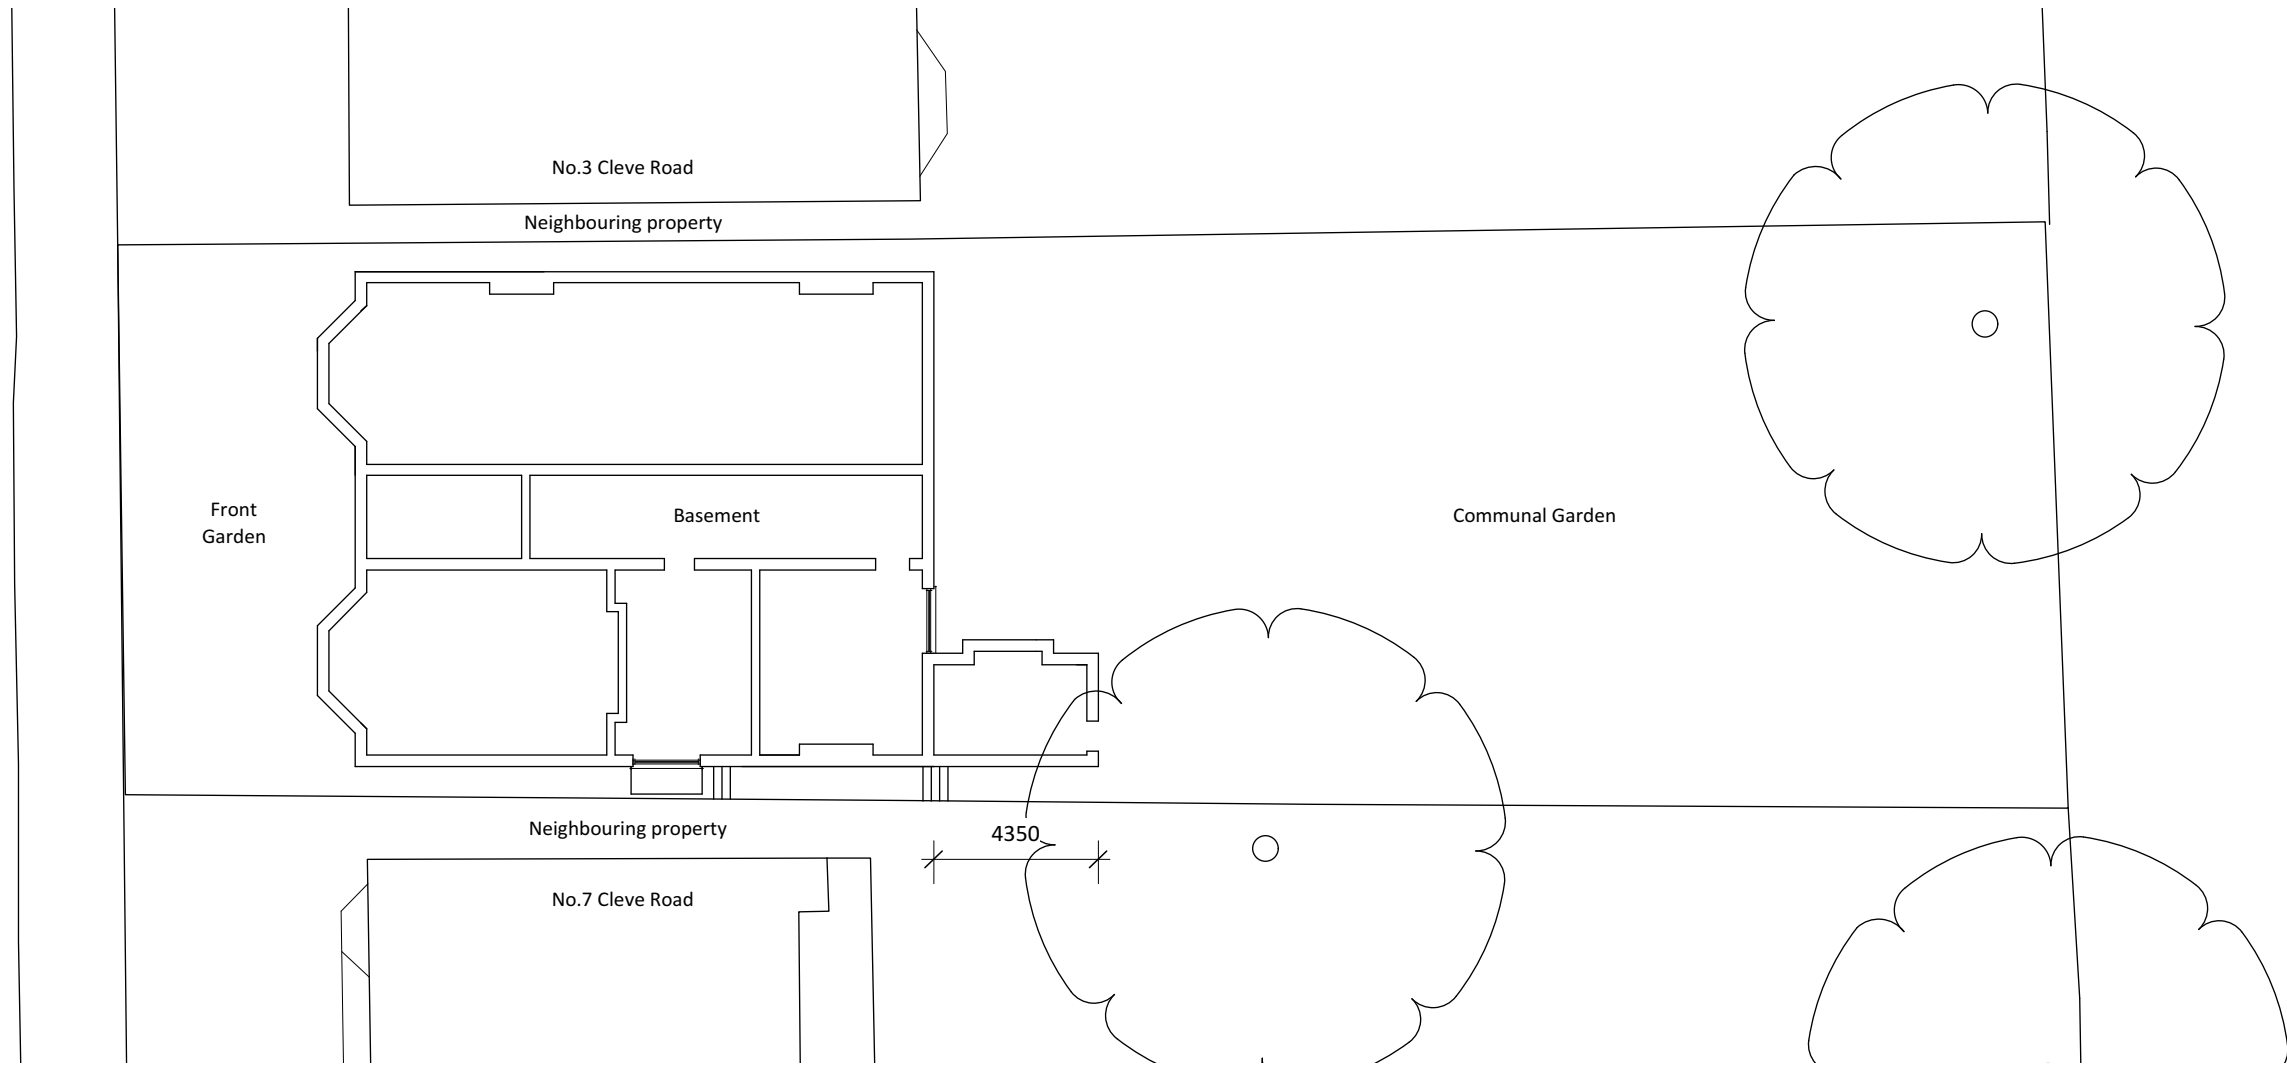 No.3 Cleve Road
Neighbouring property
Front
Garden
Basement
Communal Garden
Neighbouring property
4350
No.7 Cleve Road